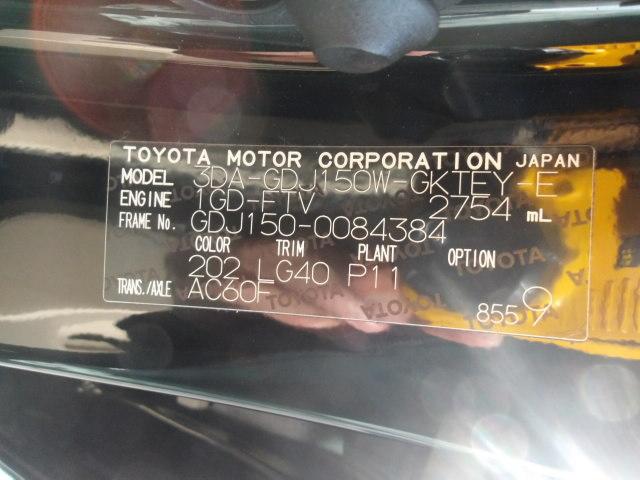 TOYOTA MOTOR CORPORATION JAPAN
MODEL 3DA-GDJ150W-GKTEY-E
ENGINE 1GD-FTV 2754 mL
FRAME No. GDJ150-0084384
COLOR TRIM PLANT OPTION
202 LG40 P11
TRANS./AXLE AC60F
8559